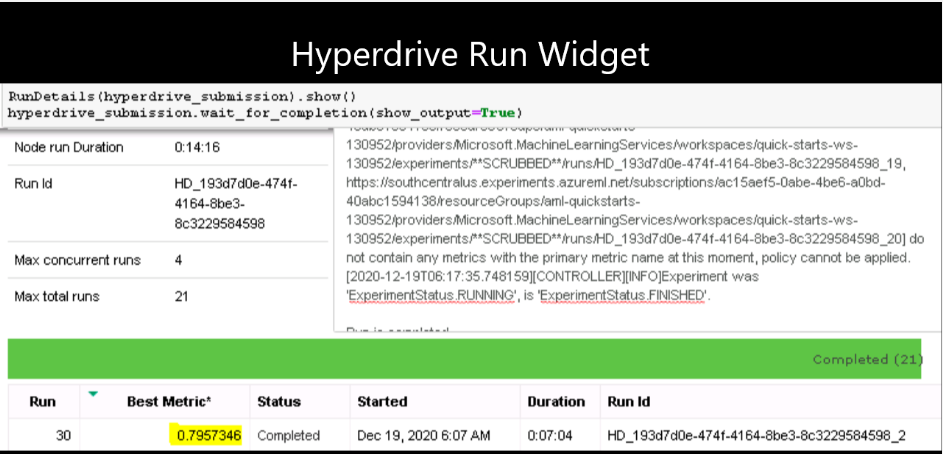 Hyperdrive Run Widget
RunDetails(hyperdrive_submission).show()
hyperdrive_submission.wait_for_completion(show_output=True)
Node run Duration 0:14:16
Run Id HD_193d7d0e-474f-
4164-8be3-
8c3229584598
Max concurrent runs 4
Max total runs 21
130952/providers/Microsoft.MachineLearningServices/workspaces/quick-starts-ws-
130952/experiments/**SCRUBBED**/runs/HD_193d7d0e-474f-4164-8be3-8c3229584598_19,
https://southcentralus.experiments.azureml.net/subscriptions/ac15aef5-0abe-4be6-a0bd-
40abc1594138/resourceGroups/aml-quickstarts-
130952/providers/Microsoft.MachineLearningServices/workspaces/quick-starts-ws-
130952/experiments/**SCRUBBED**/runs/HD_193d7d0e-474f-4164-8be3-8c3229584598_20] do
not contain any metrics with the primary metric name at this moment, policy cannot be applied.
[2020-12-19T06:17:35.748159][CONTROLLER][INFO]Experiment was
'ExperimentStatus.RUNNING', is 'ExperimentStatus.FINISHED'.
Run is completed
Completed (21)
Run Best Metric* Status Started Duration Run Id
30 0.7957346 Completed Dec 19, 2020 6:07 AM 0:07:04 HD_193d7d0e-474f-4164-8be3-8c3229584598_2